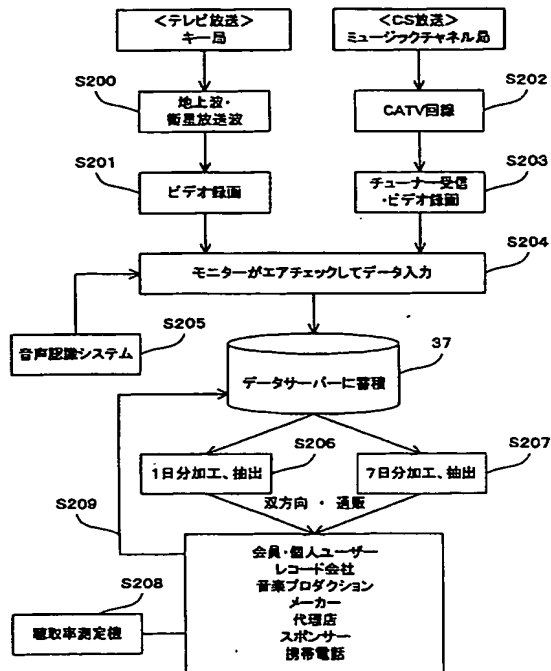 ＜テレビ放送＞
キー局
＜CS放送＞
ミュージックチャネル局
S200
地上波・
衛星放送波
S202
CATV回線
S201
ビデオ録画
S203
チューナー受信
・ビデオ録画
S204
モニターがエアチェックしてデータ入力
S205
音声認識システム
37
データサーバーに蓄積
S206
1日分加工、抽出
S207
7日分加工、抽出
双方向 ・ 通販
S209
会員・個人ユーザー
レコード会社
音楽プロダクション
メーカー
代理店
スポンサー
携帯電話
S208
聴取率測定機